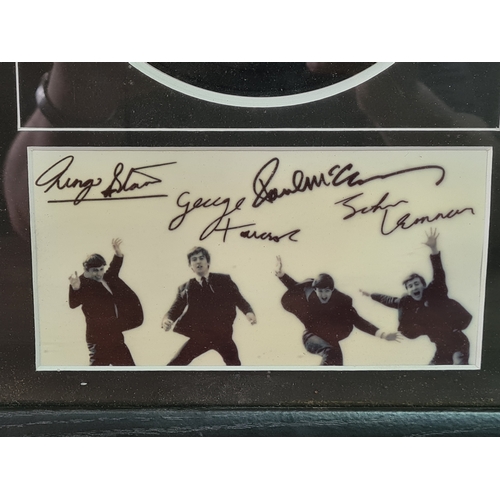 Ringo Starr
George
Harrison
Paul McCartney
John
Lennon